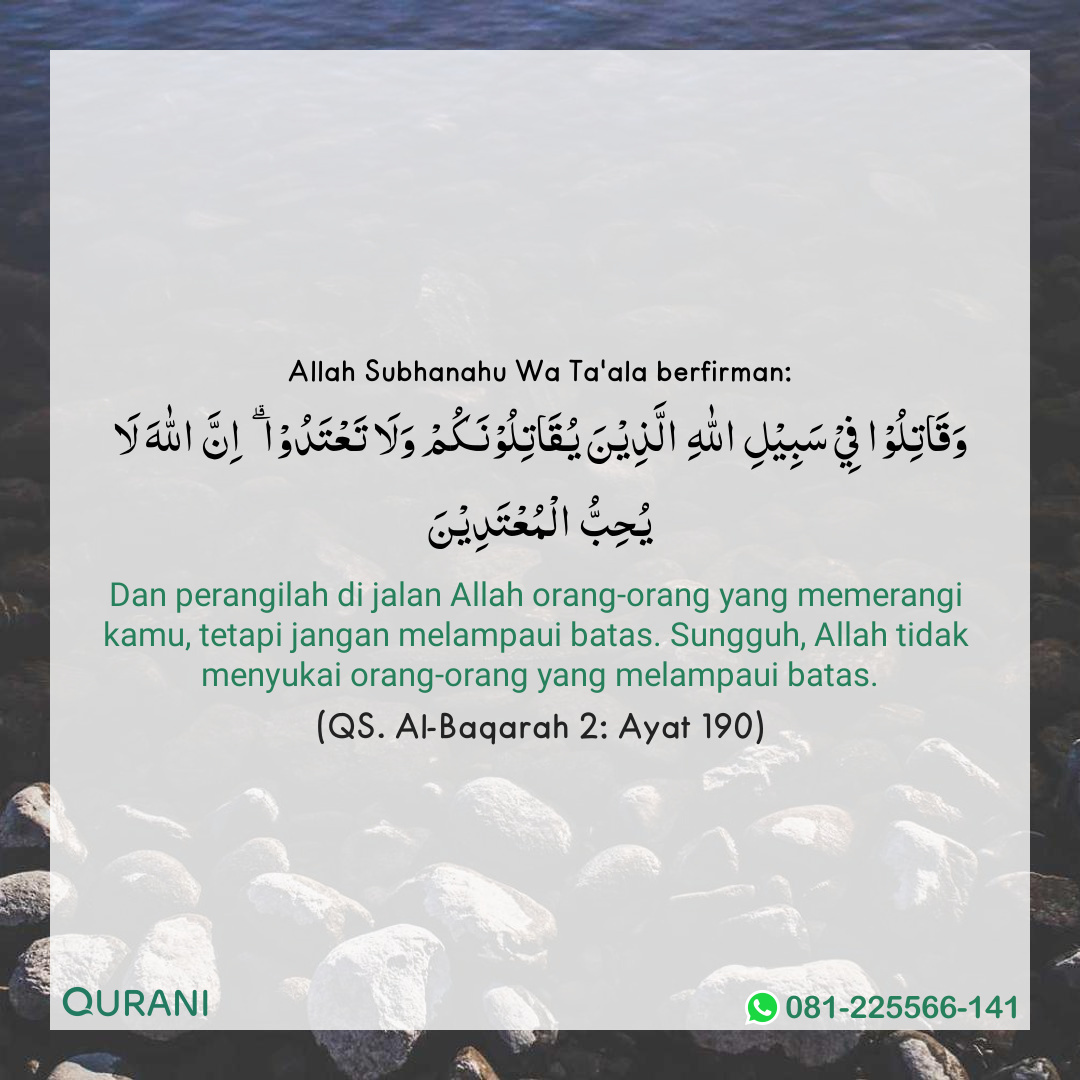 Allah Subhanahu Wa Ta'ala berfirman:
وَقَاتِلُوْا فِيْ سَبِيْلِ اللّٰهِ الَّذِيْنَ يُقَاتِلُوْنَكُمْ وَلَا تَعْتَدُوْاۗ اِنَّ اللّٰهَ لَا
يُحِبُّ الْمُعْتَدِيْنَ
Dan perangilah di jalan Allah orang-orang yang memerangi
kamu, tetapi jangan melampaui batas. Sungguh, Allah tidak
menyukai orang-orang yang melampaui batas.
(QS. Al-Baqarah 2: Ayat 190)
QURANI
081-225566-141